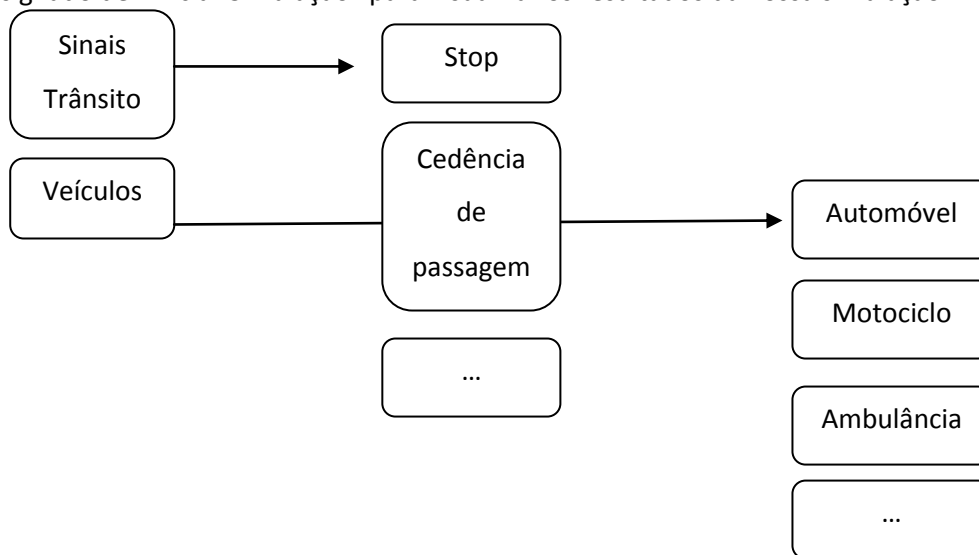 Sinais
Trânsito
Stop
Veículos
Cedência
de
passagem
Automóvel
Motociclo
...
Ambulância
...